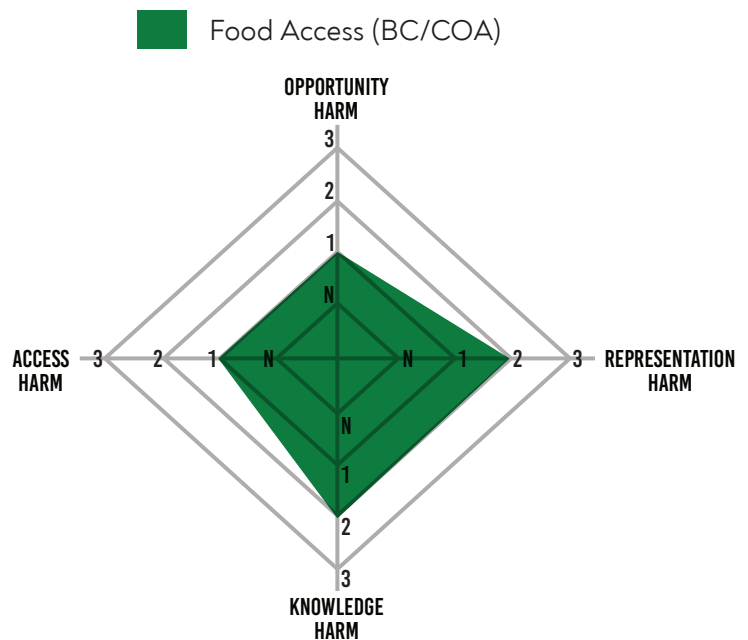 Food Access (BC/COA)
OPPORTUNITY
HARM
3
2
1
N
ACCESS
HARM
3 2 1 N N 1 2 3
REPRESENTATION
HARM
N
1
2
3
KNOWLEDGE
HARM